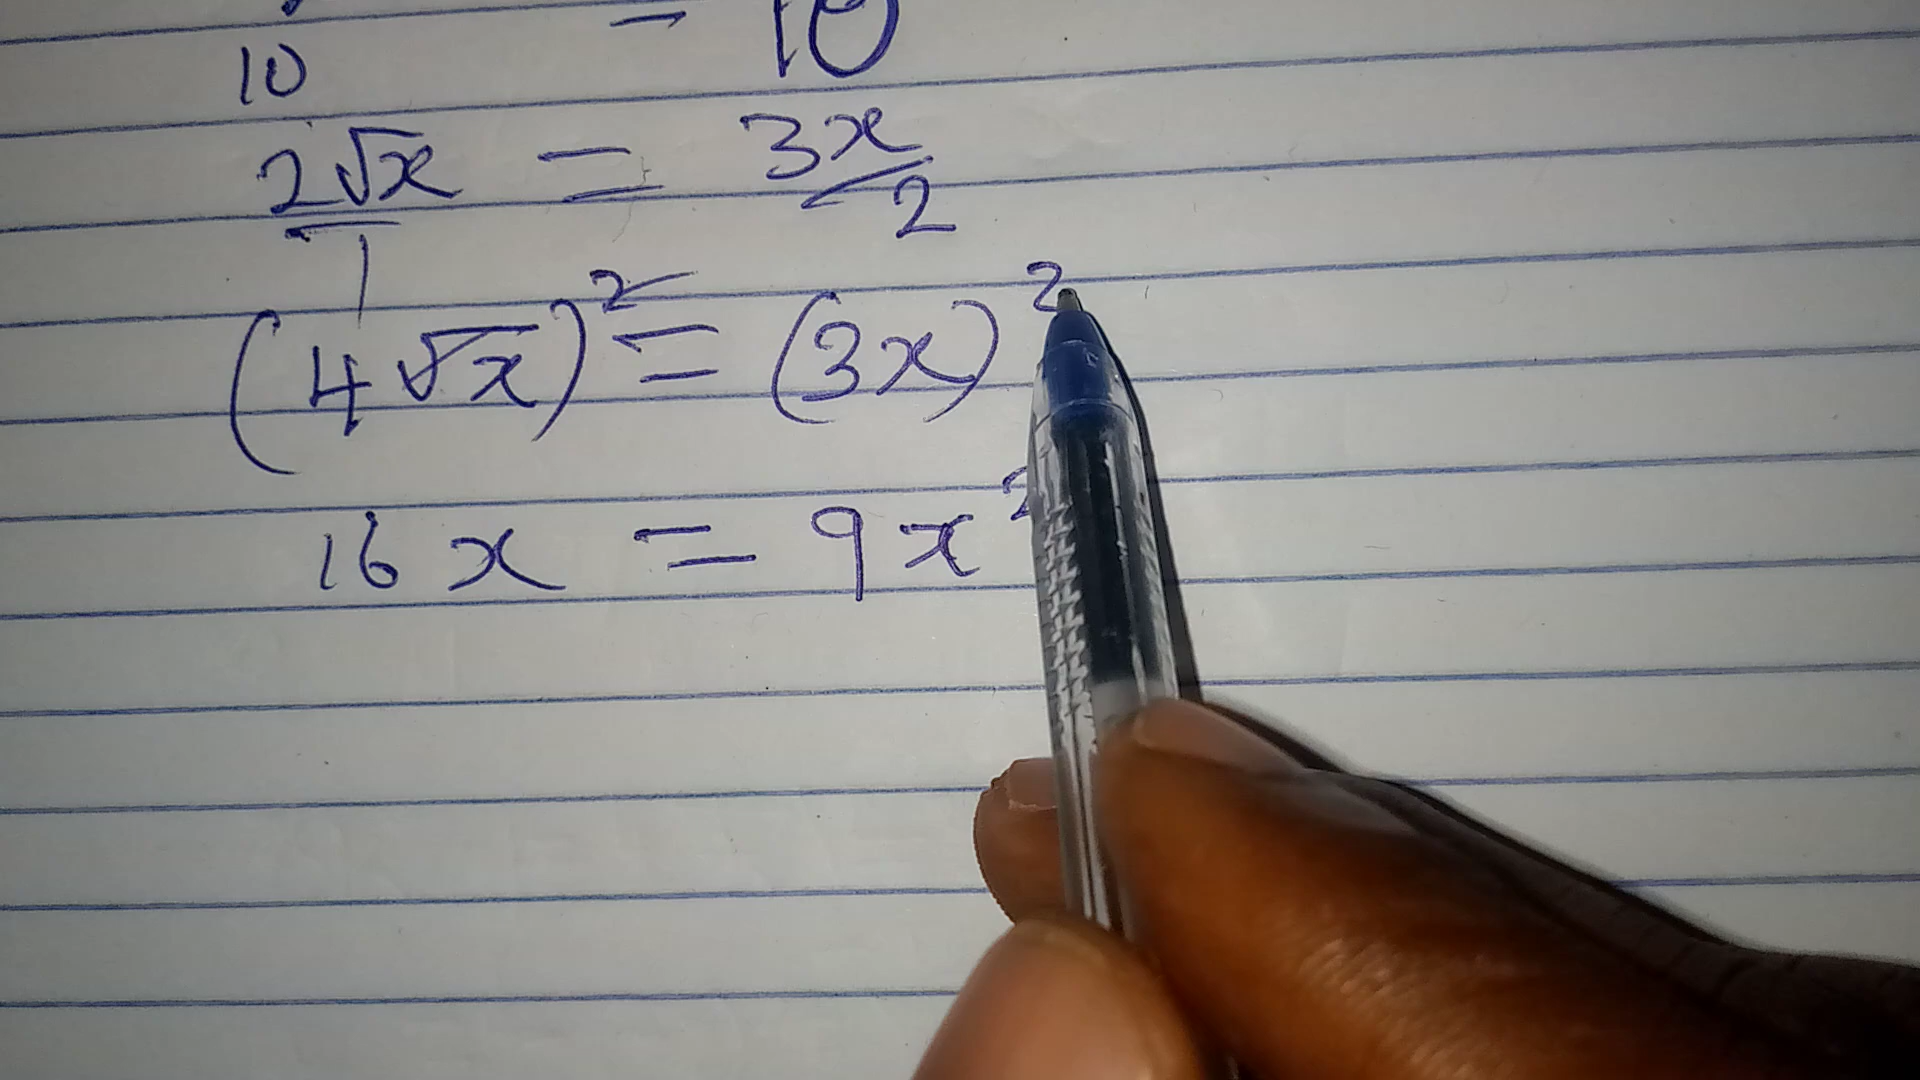 10 = 10
2√x/1 = 3x/2
(4√x)² = (3x)²
16x = 9x²